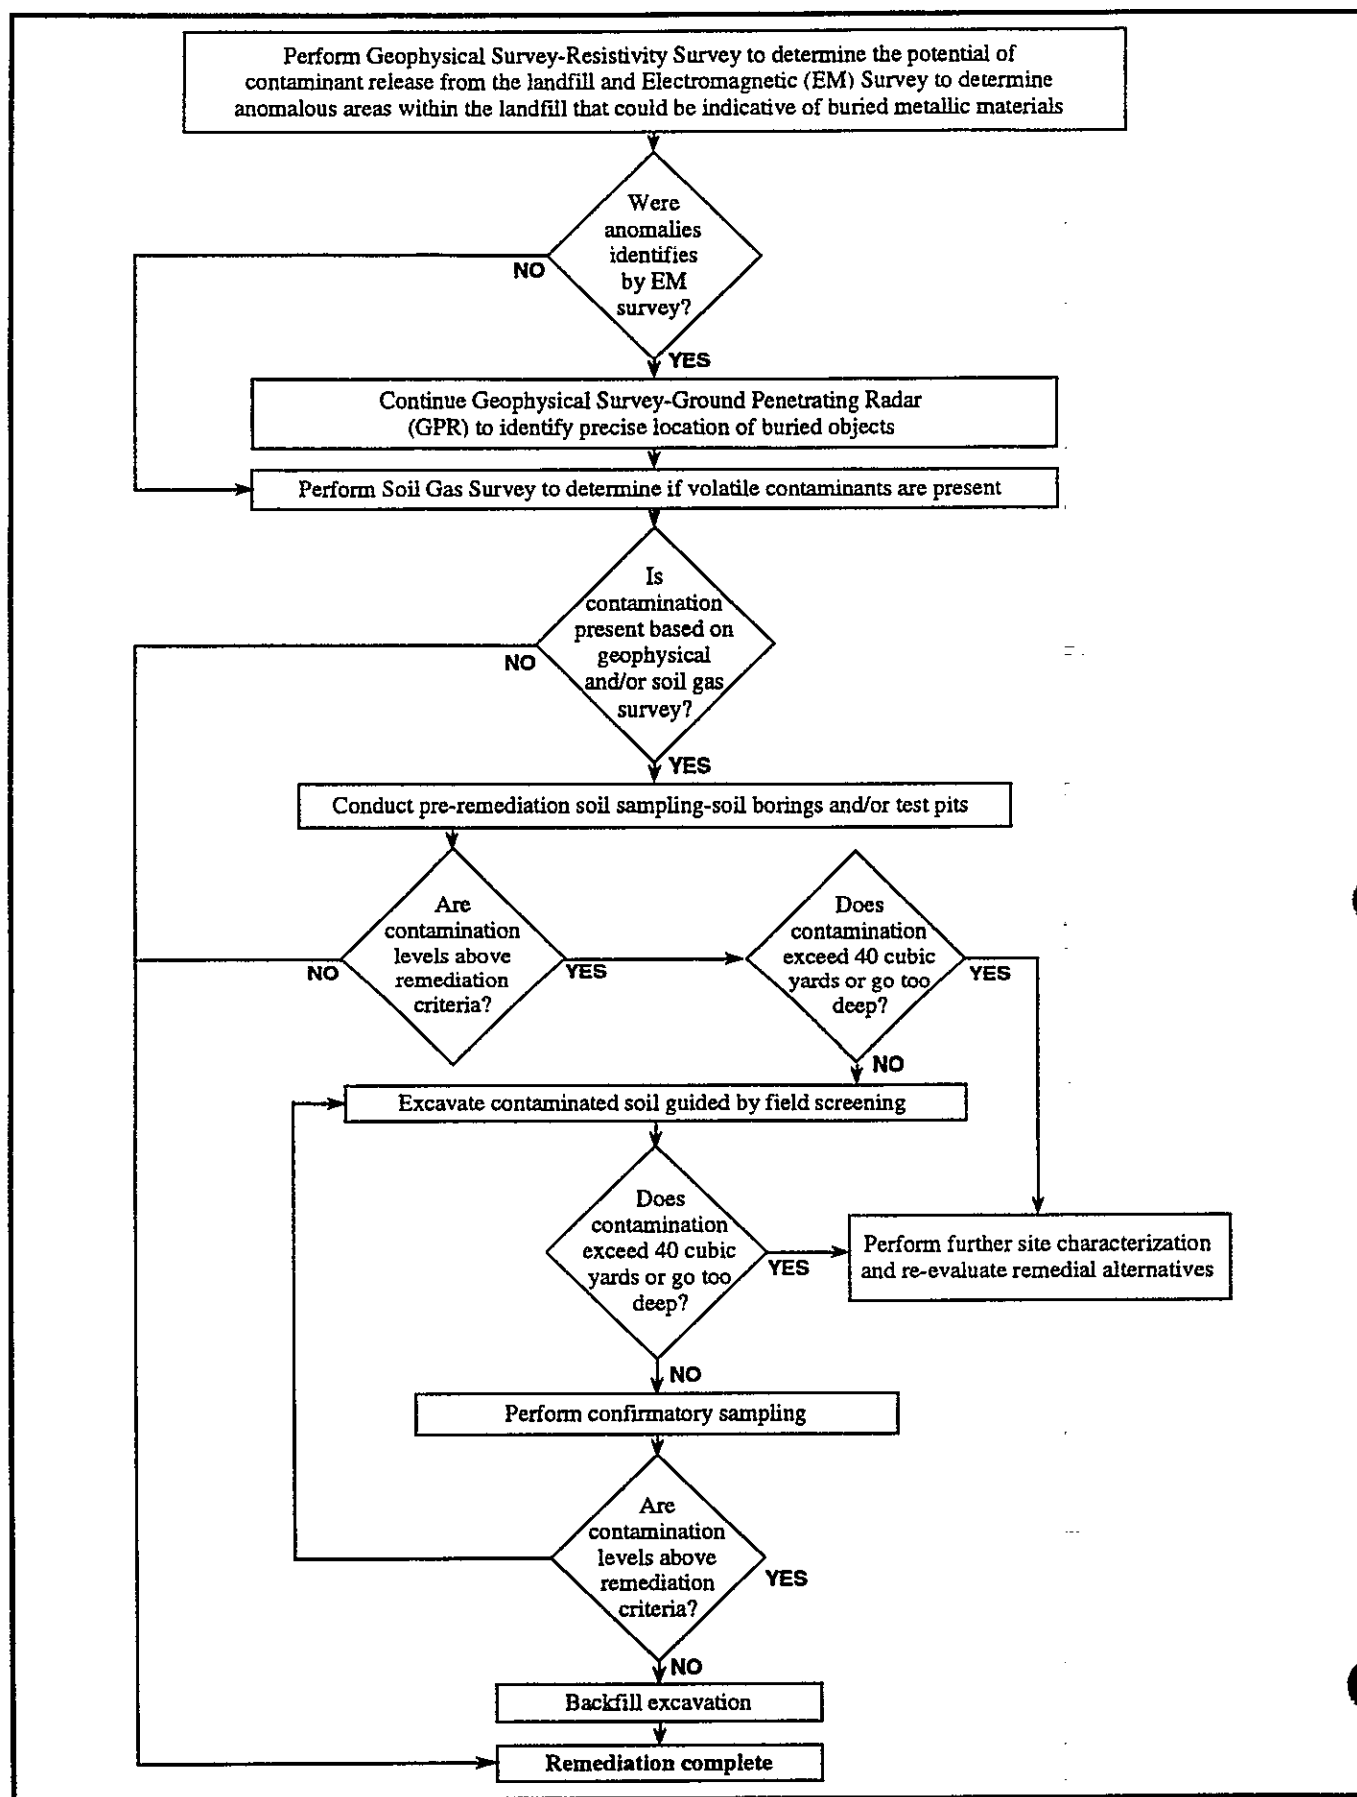 Perform Geophysical Survey-Resistivity Survey to determine the potential of
contaminant release from the landfill and Electromagnetic (EM) Survey to determine
anomalous areas within the landfill that could be indicative of buried metallic materials
Were
anomalies
identifies
by EM
survey?
NO
YES
Continue Geophysical Survey-Ground Penetrating Radar
(GPR) to identify precise location of buried objects
Perform Soil Gas Survey to determine if volatile contaminants are present
Is
contamination
present based on
geophysical
and/or soil gas
survey?
NO
YES
Conduct pre-remediation soil sampling-soil borings and/or test pits
Are
contamination
levels above
remediation
criteria?
NO
YES
Does
contamination
exceed 40 cubic
yards or go too
deep?
YES
NO
Excavate contaminated soil guided by field screening
Does
contamination
exceed 40 cubic
yards or go too
deep?
YES
Perform further site characterization
and re-evaluate remedial alternatives
NO
Perform confirmatory sampling
Are
contamination
levels above
remediation
criteria?
YES
NO
Backfill excavation
Remediation complete